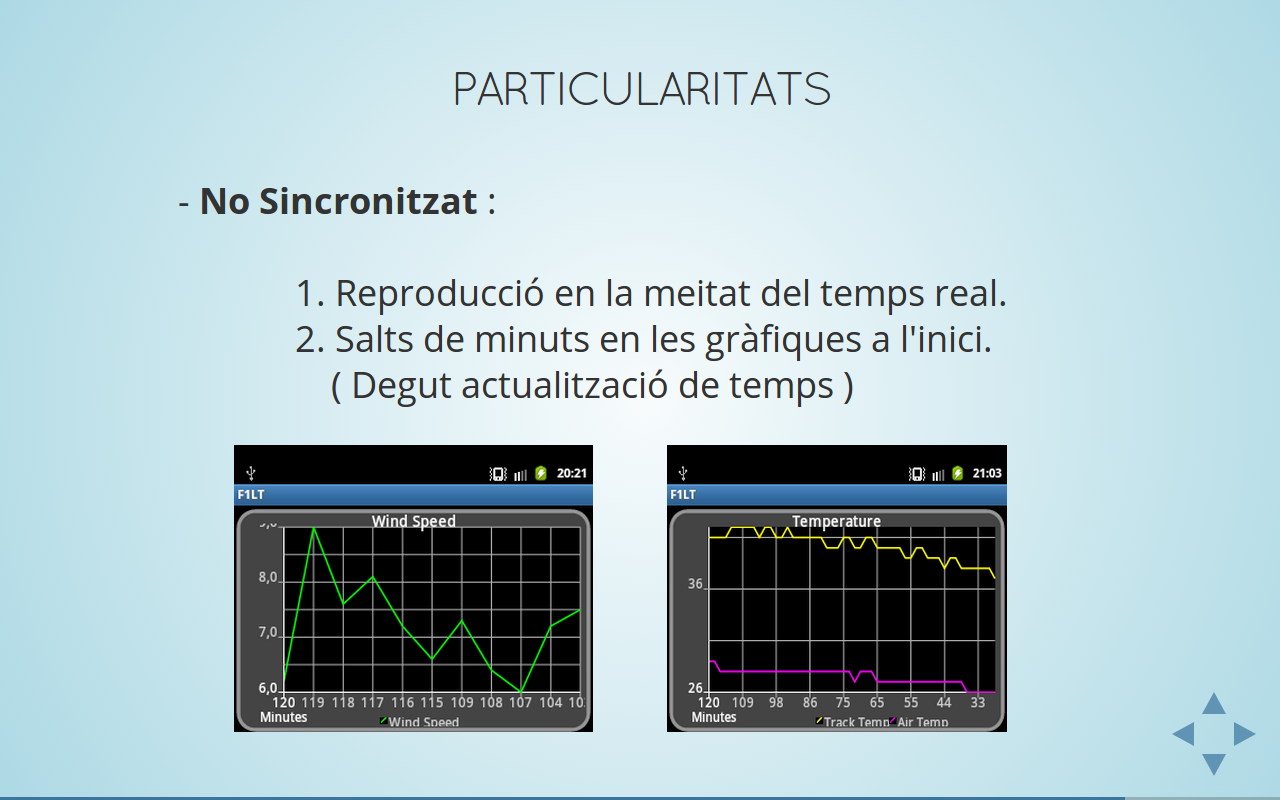 PARTICULARITATS
- No Sincronitzat :
1. Reproducció en la meitat del temps real.
2. Salts de minuts en les gràfiques a l'inici.
( Degut actualització de temps )
20:21
F1LT
Wind Speed
9,0
8,0
7,0
6,0
120 119 118 117 116 115 109 108 107 104
Minutes
Wind Speed
21:03
F1LT
Temperature
36
26
120 109 98 86 75 65 55 44 33
Minutes
Track Temp Air Temp